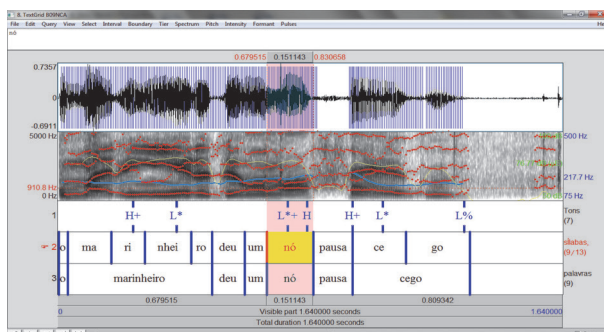 8. TextGrid 809NCA
File Edit Query View Select Interval Boundary Tier Spectrum Pitch Intensity Formant Pulses He
nó
0.679515 0.151143 0.830658
0.7357
0
-0.6911
5000 Hz 500 Hz
910.8 Hz 217.7 Hz
0 Hz 75 Hz
1 H+ L* L*+ H H+ L* L% Tons
(7)
2 o ma ri nhei ro deu um nó pausa ce go sílabas,
(9/13)
3 o marinheiro deu um nó pausa cego palavras
(9)
0.679515 0.151143 0.809342
0 Visible part 1.640000 seconds 1.640000
Total duration 1.640000 seconds